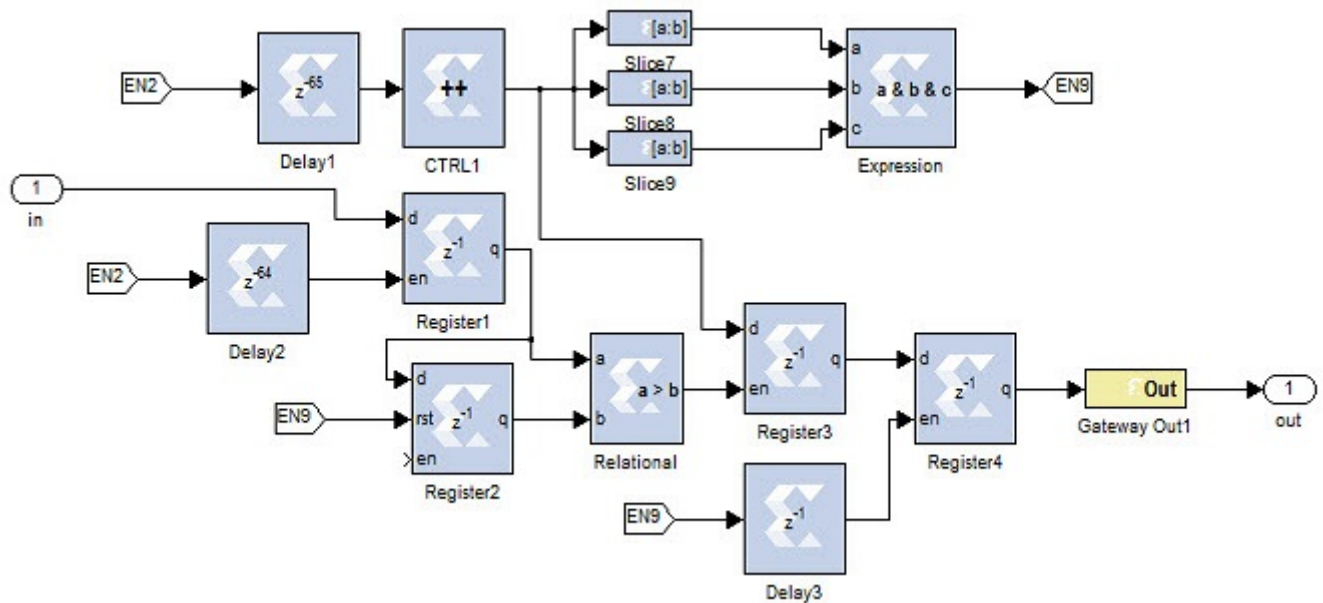 EN2
z-65
Delay1
++
CTRL1
[a:b]
Slice7
[a:b]
Slice8
[a:b]
Slice9
a
b
c
a & b & c
Expression
EN9
1
in
EN2
z-64
Delay2
d
en
z-1
q
Register1
EN9
d
rst
en
z-1
q
Register2
a
b
a > b
Relational
d
en
z-1
q
Register3
EN9
z-1
Delay3
d
en
z-1
q
Register4
Out
Gateway Out1
1
out